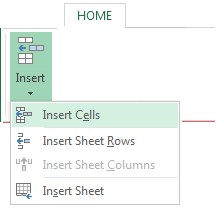 HOME
Insert
Insert Cells
Insert Sheet Rows
Insert Sheet Columns
Insert Sheet